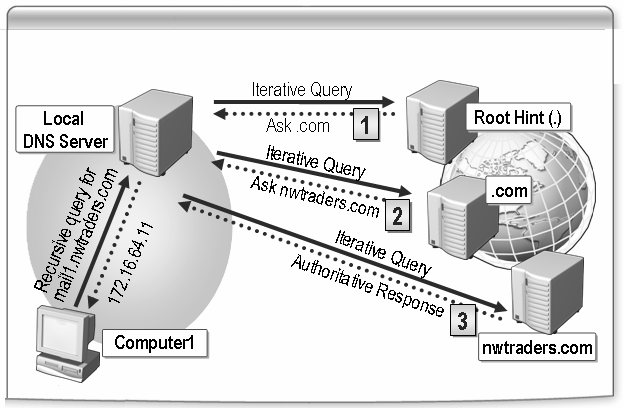 Iterative Query
Local
DNS Server
Root Hint (.)
Ask .com
1
Iterative Query
Ask nwtraders.com
2
.com
Recursive query for
mail1.nwtraders.com
172.16.64.11
Iterative Query
Authoritative Response
3
Computer1
nwtraders.com